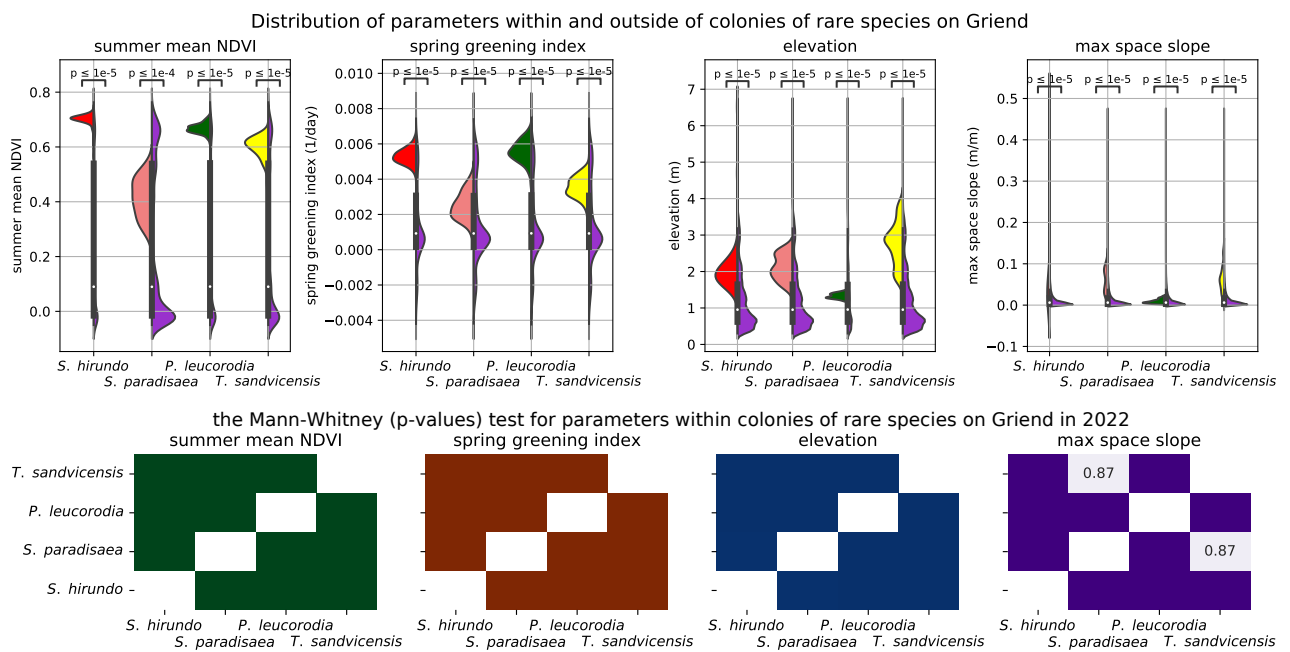 Distribution of parameters within and outside of colonies of rare species on Griend
summer mean NDVI
spring greening index
elevation
max space slope
p ≤ 1e-5
p ≤ 1e-4
p ≤ 1e-5
p ≤ 1e-5
p ≤ 1e-5
p ≤ 1e-5
p ≤ 1e-5
p ≤ 1e-5
p ≤ 1e-5
p ≤ 1e-5
p ≤ 1e-5
p ≤ 1e-5
p ≤ 1e-5
p ≤ 1e-5
p ≤ 1e-5
p ≤ 1e-5
summer mean NDVI
0.8
0.6
0.4
0.2
0.0
spring greening index (1/day)
0.010
0.008
0.006
0.004
0.002
0.000
−0.002
−0.004
elevation (m)
7
6
5
4
3
2
1
0
max space slope (m/m)
0.5
0.4
0.3
0.2
0.1
0.0
−0.1
S. hirundo
P. leucorodia
S. paradisaea
T. sandvicensis
S. hirundo
P. leucorodia
S. paradisaea
T. sandvicensis
S. hirundo
P. leucorodia
S. paradisaea
T. sandvicensis
S. hirundo
P. leucorodia
S. paradisaea
T. sandvicensis
the Mann-Whitney (p-values) test for parameters within colonies of rare species on Griend in 2022
summer mean NDVI
spring greening index
elevation
max space slope
T. sandvicensis
P. leucorodia
S. paradisaea
S. hirundo
0.87
0.87
S. hirundo
P. leucorodia
S. paradisaea
T. sandvicensis
S. hirundo
P. leucorodia
S. paradisaea
T. sandvicensis
S. hirundo
P. leucorodia
S. paradisaea
T. sandvicensis
S. hirundo
P. leucorodia
S. paradisaea
T. sandvicensis